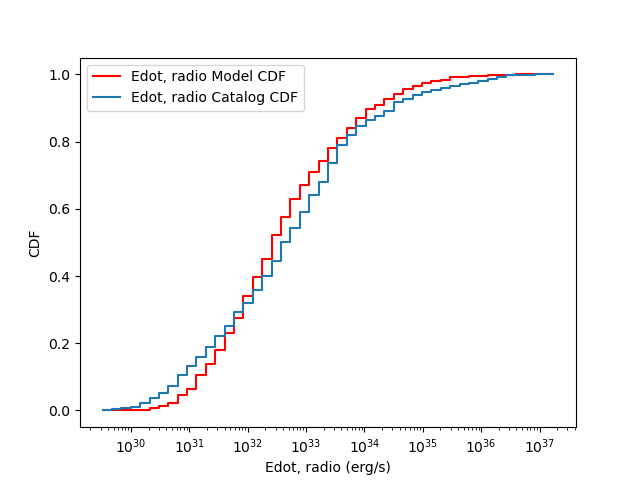 Edot, radio Model CDF
Edot, radio Catalog CDF
CDF
1.0
0.8
0.6
0.4
0.2
0.0
10^30 10^31 10^32 10^33 10^34 10^35 10^36 10^37
Edot, radio (erg/s)